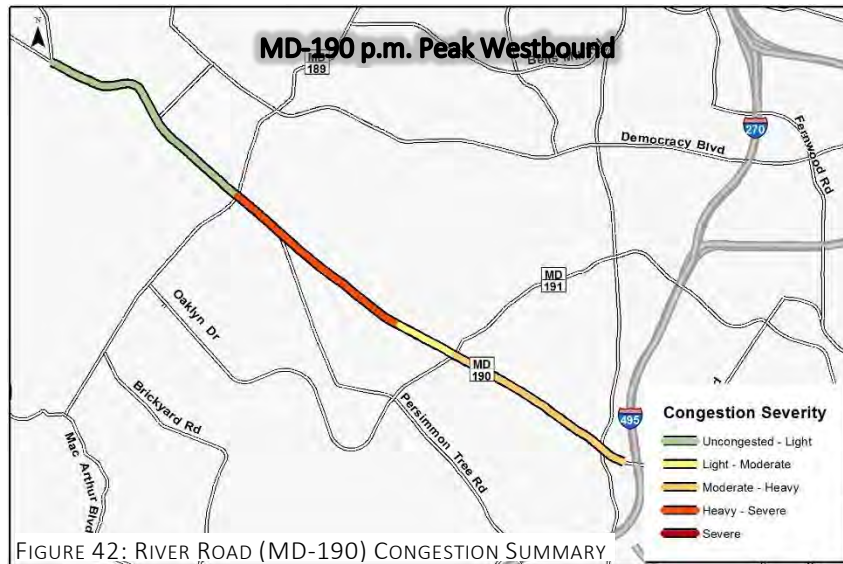 MD-190 p.m. Peak Westbound
MD
189
270
Fernwood Rd
Democracy Blvd
MD
191
Oaklyn Dr
MD
190
Brickyard Rd
Persimmon Tree Rd
Mac Arthur Blvd
495
Congestion Severity
Uncongested - Light
Light - Moderate
Moderate - Heavy
Heavy - Severe
Severe
FIGURE 42: RIVER ROAD (MD-190) CONGESTION SUMMARY